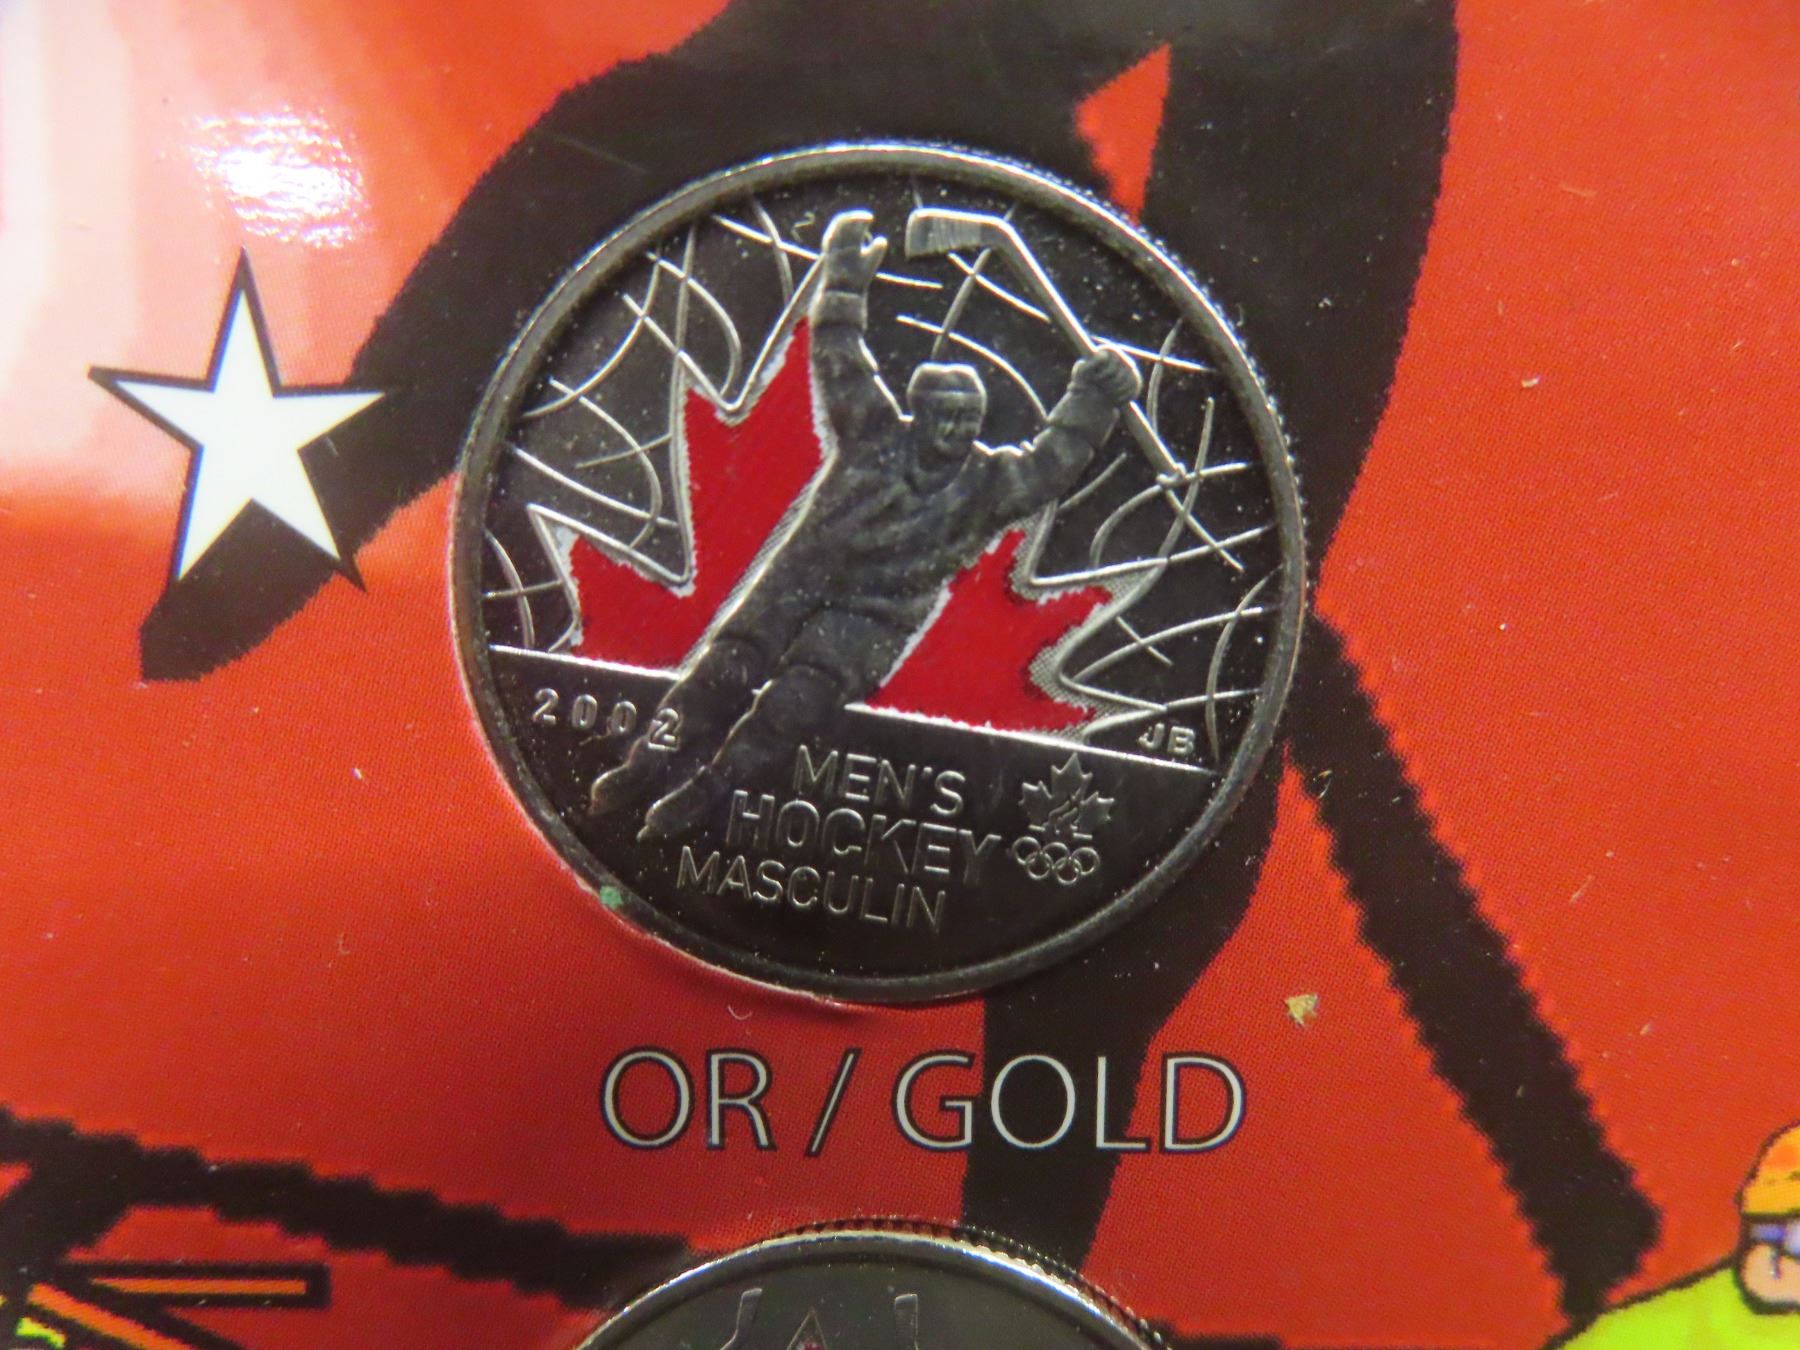 2002
JB
MEN'S
HOCKEY
MASCULIN
OR / GOLD